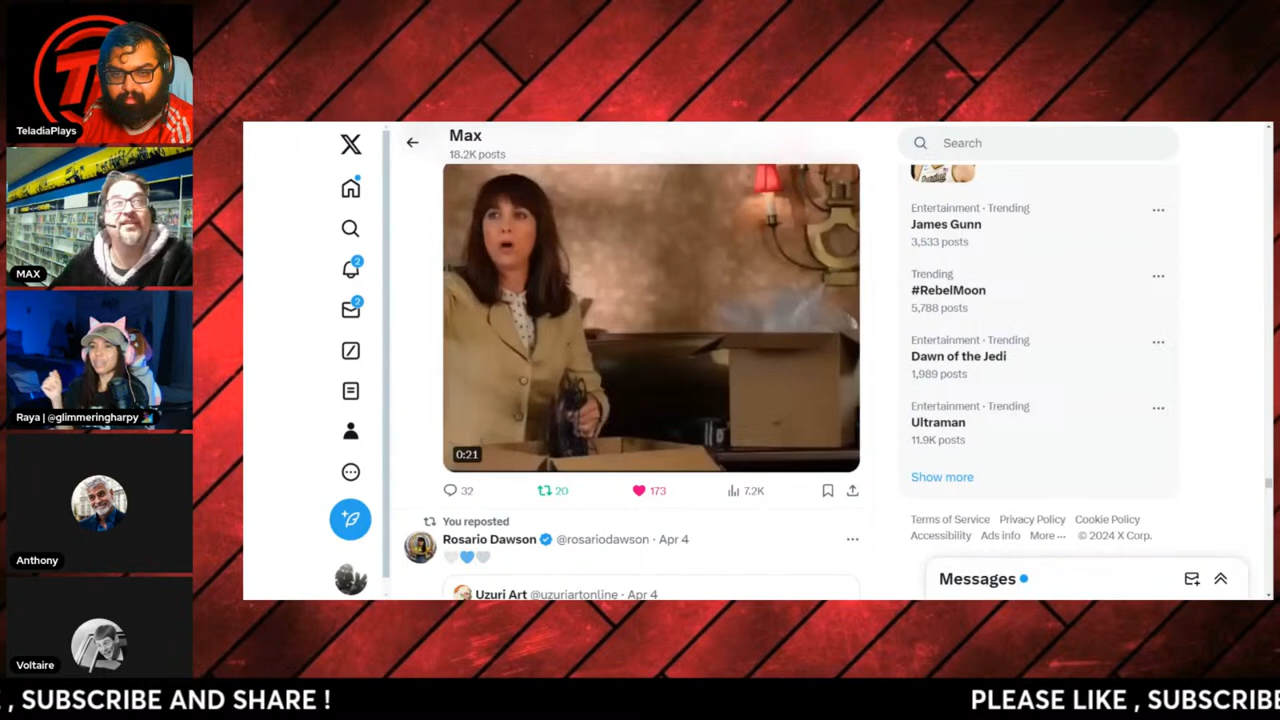 TeladiaPlays
MAX
Raya | @glimmeringharpy
Anthony
Voltaire
Max
18.2K posts
0:21
32
20
173
7.2K
You reposted
Rosario Dawson @rosariodawson · Apr 4
Uzuri Art @uzuriartonline · Apr 4
Search
Entertainment · Trending
James Gunn
3,533 posts
Trending
#RebelMoon
5,788 posts
Entertainment · Trending
Dawn of the Jedi
1,989 posts
Entertainment · Trending
Ultraman
11.9K posts
Show more
Terms of Service Privacy Policy Cookie Policy
Accessibility Ads info More ··· © 2024 X Corp.
Messages
2
2
, SUBSCRIBE AND SHARE !
PLEASE LIKE , SUBSCRIBE